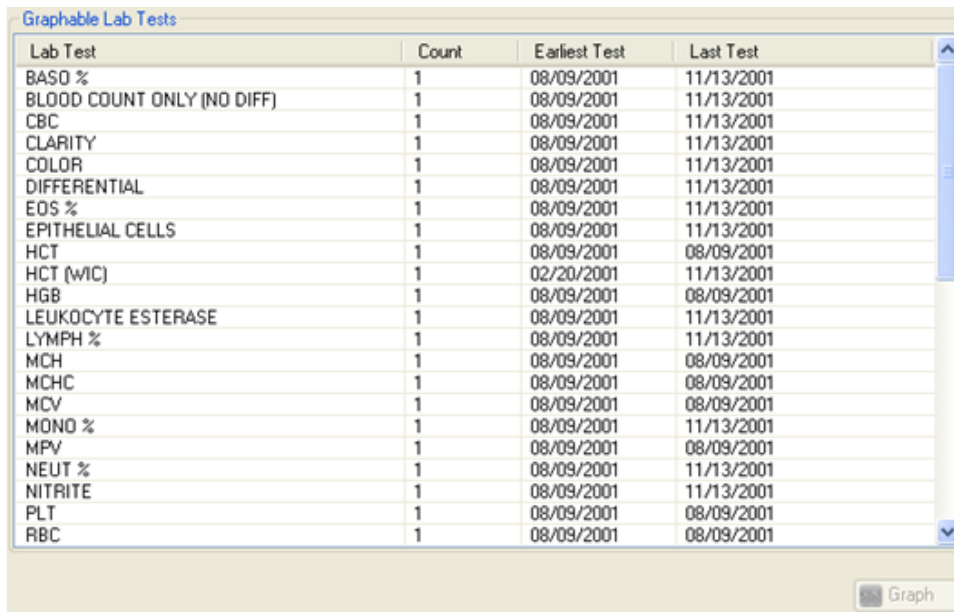 Graphable Lab Tests
Lab Test Count Earliest Test Last Test
BASO % 1 08/09/2001 11/13/2001
BLOOD COUNT ONLY (NO DIFF) 1 08/09/2001 11/13/2001
CBC 1 08/09/2001 11/13/2001
CLARITY 1 08/09/2001 11/13/2001
COLOR 1 08/09/2001 11/13/2001
DIFFERENTIAL 1 08/09/2001 11/13/2001
EOS % 1 08/09/2001 11/13/2001
EPITHELIAL CELLS 1 08/09/2001 11/13/2001
HCT 1 08/09/2001 08/09/2001
HCT (WIC) 1 02/20/2001 11/13/2001
HGB 1 08/09/2001 08/09/2001
LEUKOCYTE ESTERASE 1 08/09/2001 11/13/2001
LYMPH % 1 08/09/2001 11/13/2001
MCH 1 08/09/2001 08/09/2001
MCHC 1 08/09/2001 08/09/2001
MCV 1 08/09/2001 08/09/2001
MONO % 1 08/09/2001 11/13/2001
MPV 1 08/09/2001 08/09/2001
NEUT % 1 08/09/2001 11/13/2001
NITRITE 1 08/09/2001 11/13/2001
PLT 1 08/09/2001 08/09/2001
RBC 1 08/09/2001 08/09/2001
Graph